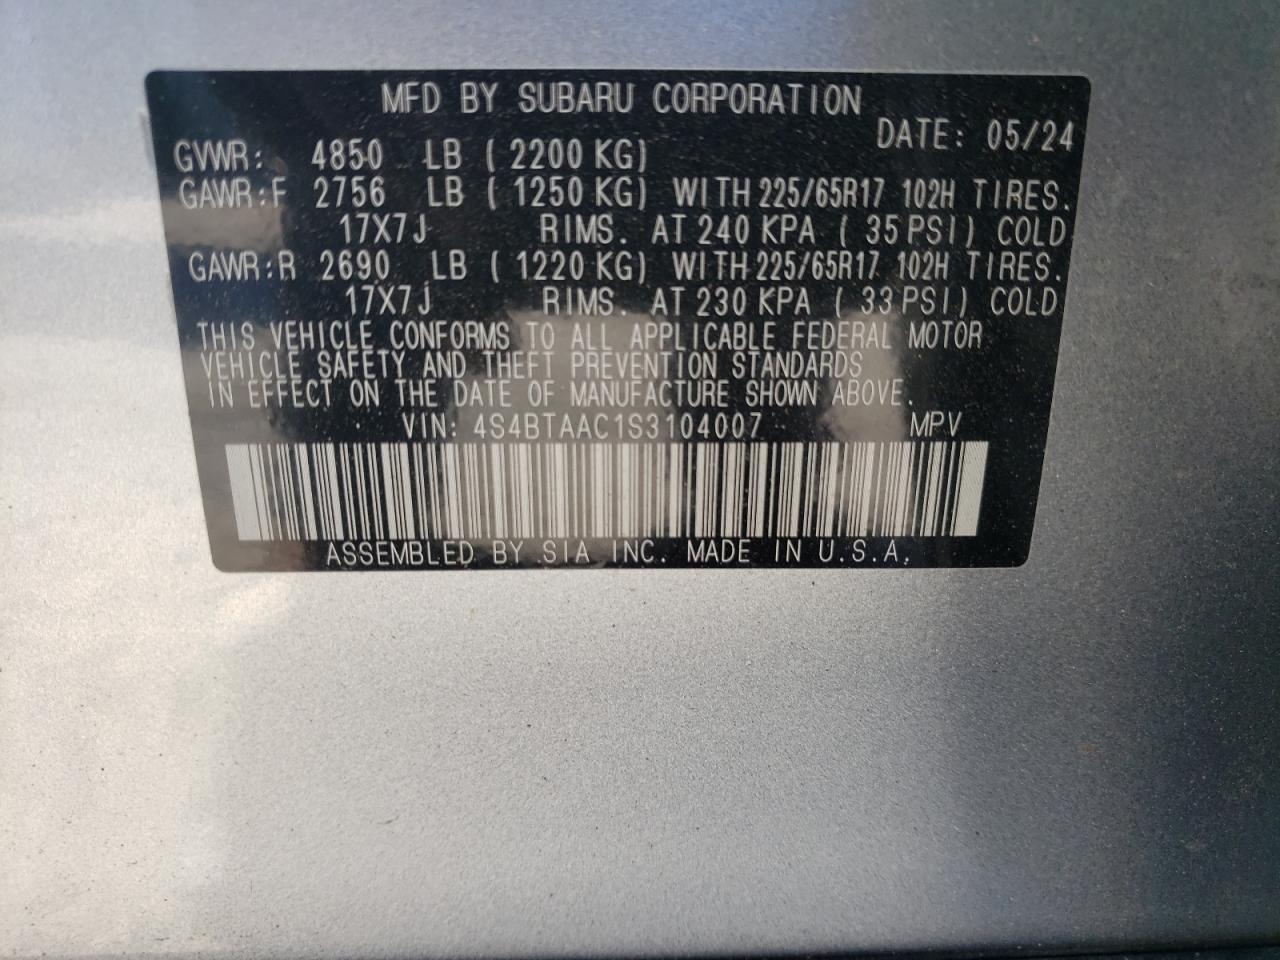 MFD BY SUBARU CORPORATION
DATE: 05/24
GVWR: 4850 LB ( 2200 KG)
GAWR:F 2756 LB ( 1250 KG) WITH 225/65R17 102H TIRES.
17X7J RIMS. AT 240 KPA ( 35 PSI) COLD
GAWR:R 2690 LB ( 1220 KG) WITH 225/65R17 102H TIRES.
17X7J RIMS. AT 230 KPA ( 33 PSI) COLD
THIS VEHICLE CONFORMS TO ALL APPLICABLE FEDERAL MOTOR
VEHICLE SAFETY AND THEFT PREVENTION STANDARDS
IN EFFECT ON THE DATE OF MANUFACTURE SHOWN ABOVE.
VIN: 4S4BTAAC1S3104007 MPV
ASSEMBLED BY SIA INC. MADE IN U.S.A.